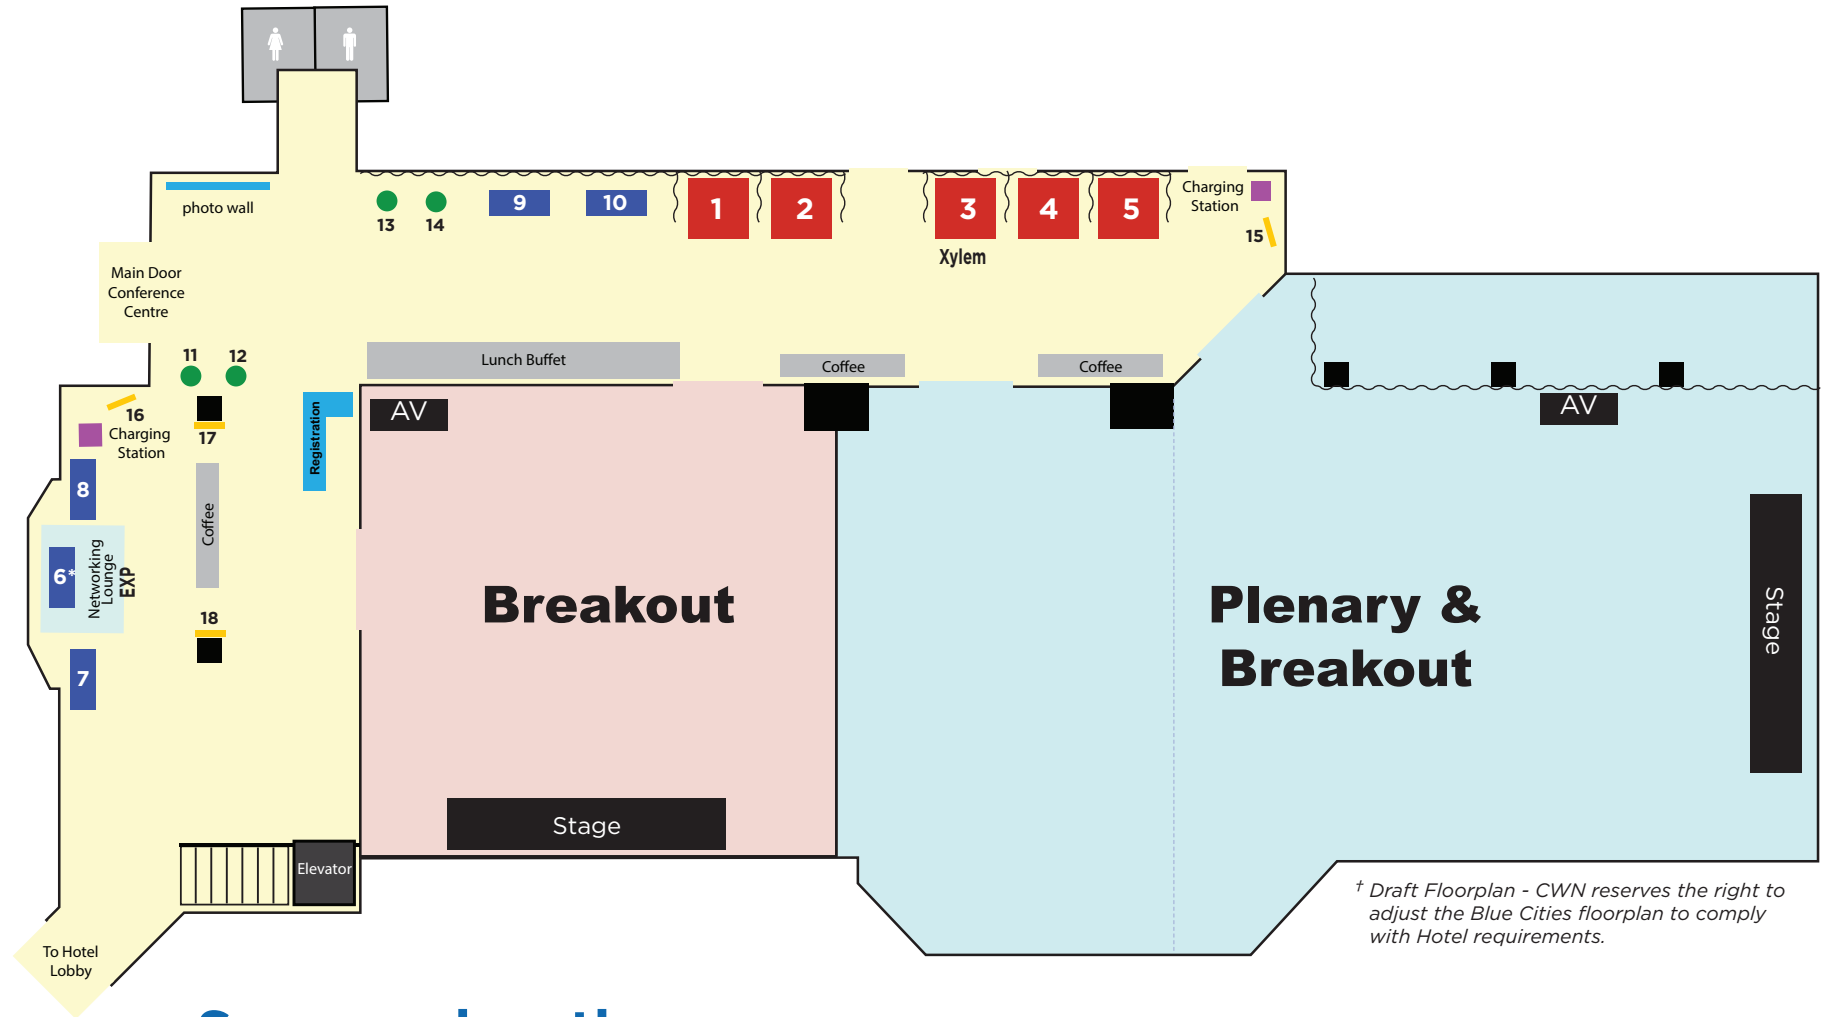 photo wall
13
14
9
10
1
2
3
4
5
Xylem
Charging
Station
15
Main Door
Conference
Centre
11
12
Lunch Buffet
Coffee
Coffee
16
Charging
Station
17
Registration
AV
AV
8
Coffee
6*
Networking
Lounge
EXP
18
7
Breakout
Plenary &
Breakout
Stage
Stage
Elevator
To Hotel
Lobby
† Draft Floorplan - CWN reserves the right to
adjust the Blue Cities floorplan to comply
with Hotel requirements.